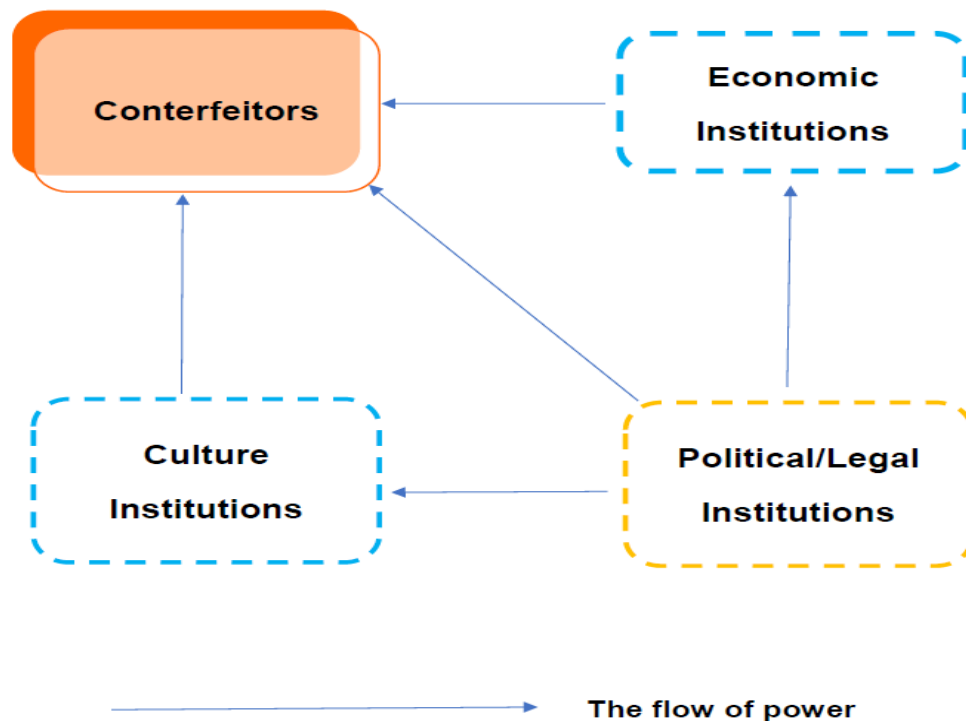 Conterfeitors
Economic
Institutions
Culture
Institutions
Political/Legal
Institutions
The flow of power